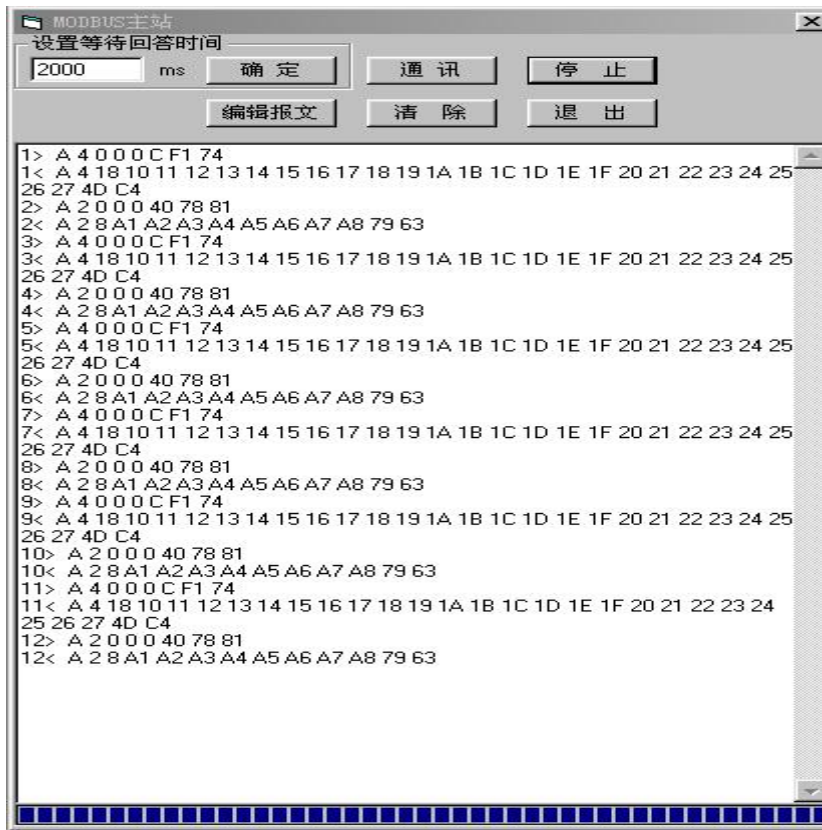 MODBUS主站
设置等待回答时间
2000 ms 确 定 通 讯 停 止
编辑报文 清 除 退 出
1> A 4 0 0 0 C F1 74
1< A 4 18 10 11 12 13 14 15 16 17 18 19 1A 1B 1C 1D 1E 1F 20 21 22 23 24 25
26 27 4D C4
2> A 2 0 0 0 40 78 81
2< A 2 8 A1 A2 A3 A4 A5 A6 A7 A8 79 63
3> A 4 0 0 0 C F1 74
3< A 4 18 10 11 12 13 14 15 16 17 18 19 1A 1B 1C 1D 1E 1F 20 21 22 23 24 25
26 27 4D C4
4> A 2 0 0 0 40 78 81
4< A 2 8 A1 A2 A3 A4 A5 A6 A7 A8 79 63
5> A 4 0 0 0 C F1 74
5< A 4 18 10 11 12 13 14 15 16 17 18 19 1A 1B 1C 1D 1E 1F 20 21 22 23 24 25
26 27 4D C4
6> A 2 0 0 0 40 78 81
6< A 2 8 A1 A2 A3 A4 A5 A6 A7 A8 79 63
7> A 4 0 0 0 C F1 74
7< A 4 18 10 11 12 13 14 15 16 17 18 19 1A 1B 1C 1D 1E 1F 20 21 22 23 24 25
26 27 4D C4
8> A 2 0 0 0 40 78 81
8< A 2 8 A1 A2 A3 A4 A5 A6 A7 A8 79 63
9> A 4 0 0 0 C F1 74
9< A 4 18 10 11 12 13 14 15 16 17 18 19 1A 1B 1C 1D 1E 1F 20 21 22 23 24 25
26 27 4D C4
10> A 2 0 0 0 40 78 81
10< A 2 8 A1 A2 A3 A4 A5 A6 A7 A8 79 63
11> A 4 0 0 0 C F1 74
11< A 4 18 10 11 12 13 14 15 16 17 18 19 1A 1B 1C 1D 1E 1F 20 21 22 23 24
25 26 27 4D C4
12> A 2 0 0 0 40 78 81
12< A 2 8 A1 A2 A3 A4 A5 A6 A7 A8 79 63